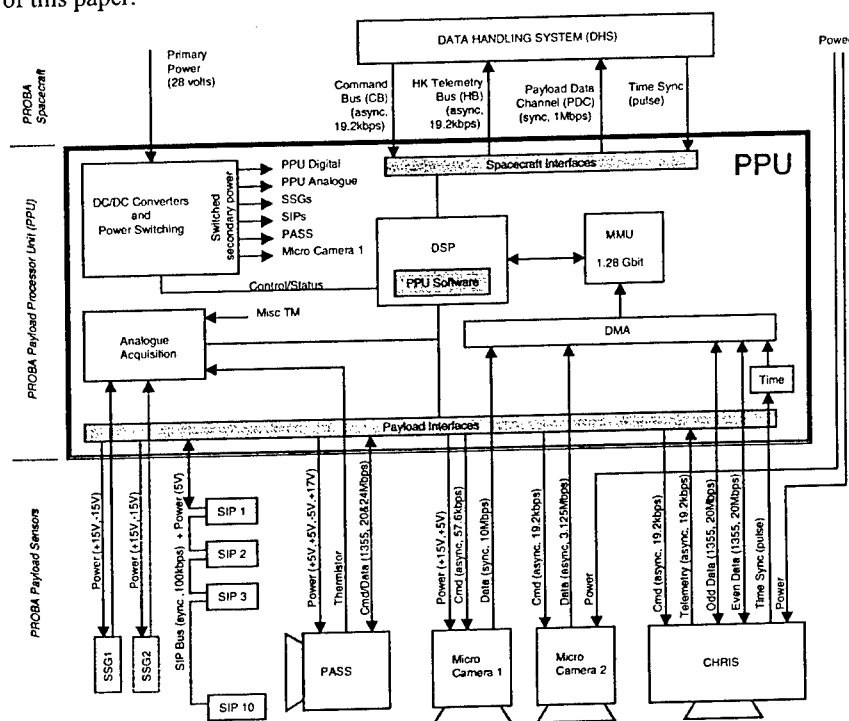 of this paper.
DATA HANDLING SYSTEM (DHS)
Power
Primary
Power
(28 volts)
Command
Bus (CB)
(async,
19.2kbps)
HK Telemetry
Bus (HB)
(async,
19.2kbps)
Payload Data
Channel (PDC)
(sync, 1Mbps)
Time Sync
(pulse)
PROBA
Spacecraft
Spacecraft Interfaces
PPU
DC/DC Converters
and
Power Switching
Switched
secondary power
PPU Digital
PPU Analogue
SSGs
SIPs
PASS
Micro Camera 1
DSP
PPU Software
MMU
1.28 Gbit
Control/Status
PROBA Payload Processor Unit (PPU)
Misc TM
Analogue
Acquisition
DMA
Time
Payload Interfaces
PROBA Payload Sensors
Power (+15V, -15V)
Power (+15V, -15V)
SIP Bus (sync, 100kbps) + Power (5V)
SIP 1
SIP 2
SIP 3
SIP 10
Power (+5V, +5V, -5V, +17V)
Thermistor
Cmd/Data (1355, 20&24Mbps)
Power (+15V, +5V)
Cmd (async, 57.6kbps)
Data (sync, 10Mbps)
Cmd (async, 19.2kbps)
Data (async, 3.125Mbps)
Power
Cmd (async, 19.2kbps)
Telemetry (async, 19.2kbps)
Odd Data (1355, 20Mbps)
Even Data (1355, 20Mbps)
Time Sync (pulse)
Power
SSG1
SSG2
PASS
Micro
Camera 1
Micro
Camera 2
CHRIS